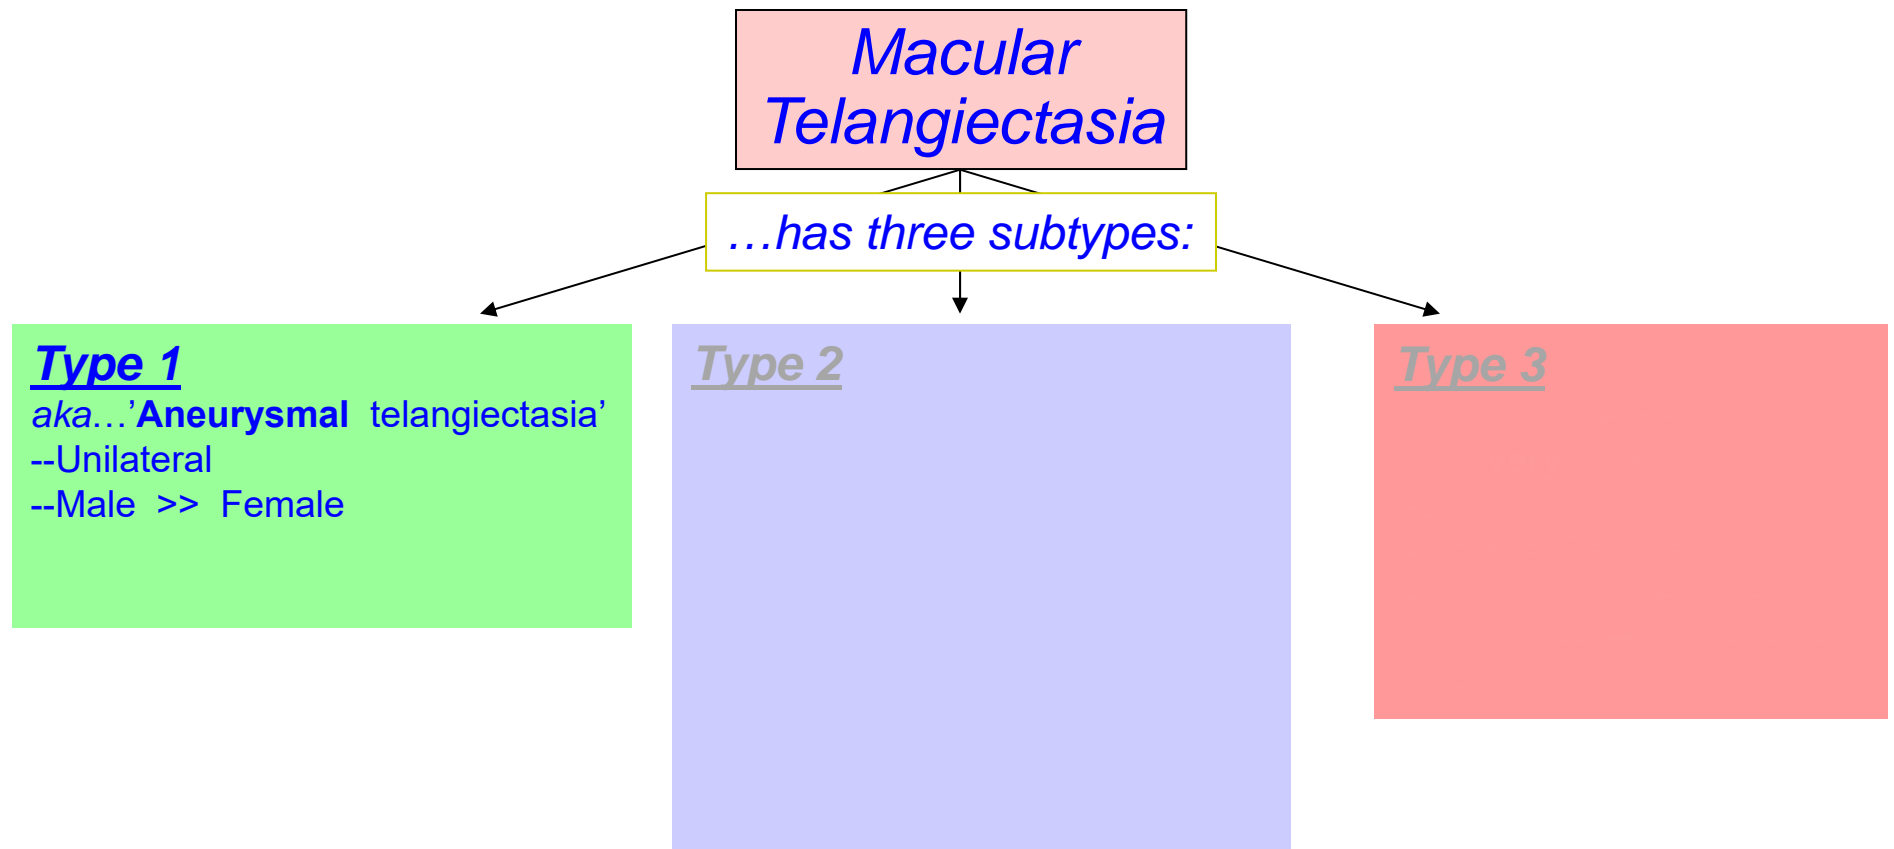 Macular
Telangiectasia
…has three subtypes:
Type 1
aka…’Aneurysmal telangiectasia’
--Unilateral
--Male >> Female
Type 2
Type 3